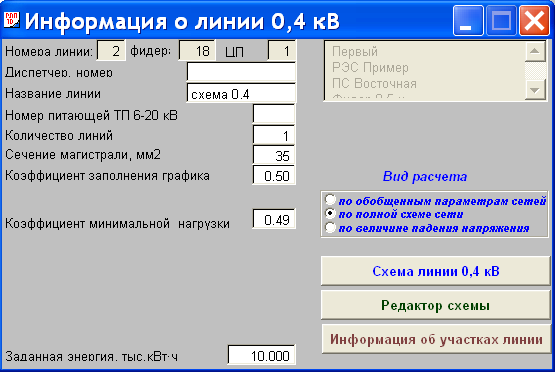 РАП 10
Информация о линии 0,4 кВ
Номера линии: 2 фидер: 18 ЦП 1
Диспетчер. номер
Название линии схема 0.4
Номер питающей ТП 6-20 кВ
Количество линий 1
Сечение магистрали, мм2 35
Коэффициент заполнения графика 0.50
Коэффициент минимальной нагрузки 0.49
Заданная энергия, тыс.кВт·ч 10.000
Первый
РЭС Пример
ПС Восточная
Вид расчета
по обобщенным параметрам сетей
по полной схеме сети
по величине падения напряжения
Схема линии 0,4 кВ
Редактор схемы
Информация об участках линии